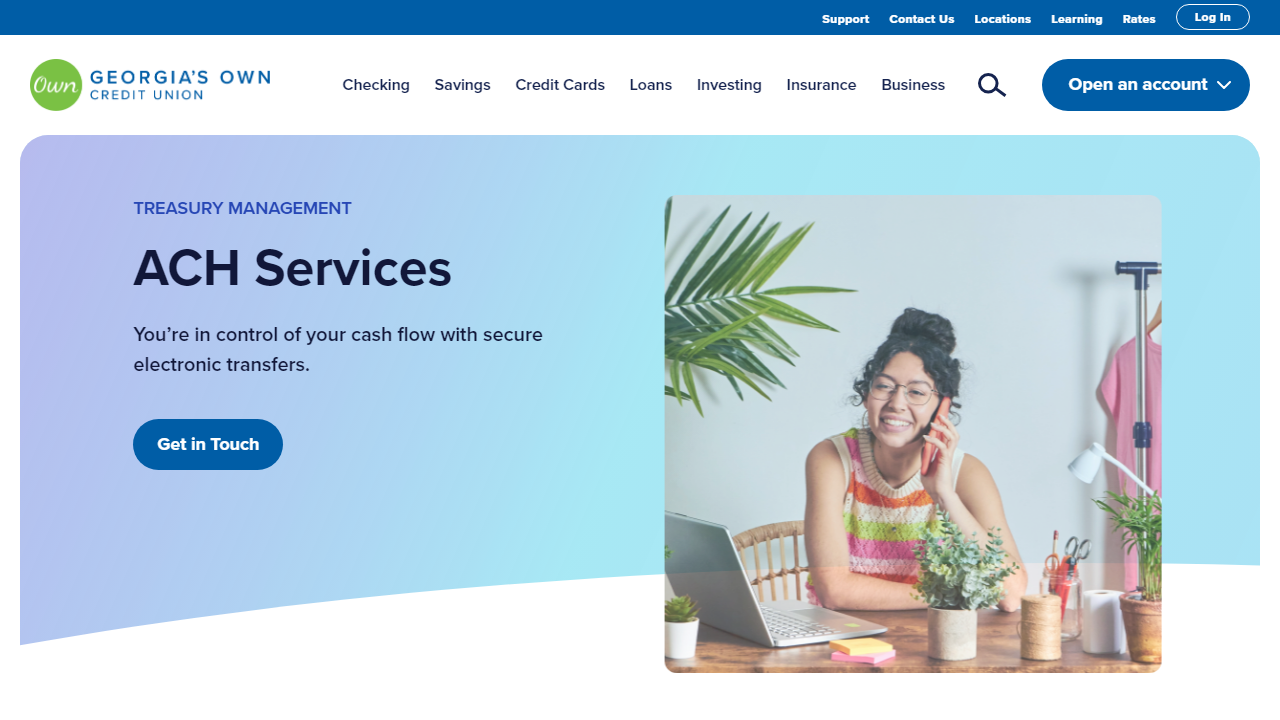 Support Contact Us Locations Learning Rates Log In
Own GEORGIA'S OWN
CREDIT UNION
Checking Savings Credit Cards Loans Investing Insurance Business Open an account
TREASURY MANAGEMENT
ACH Services
You’re in control of your cash flow with secure
electronic transfers.
Get in Touch